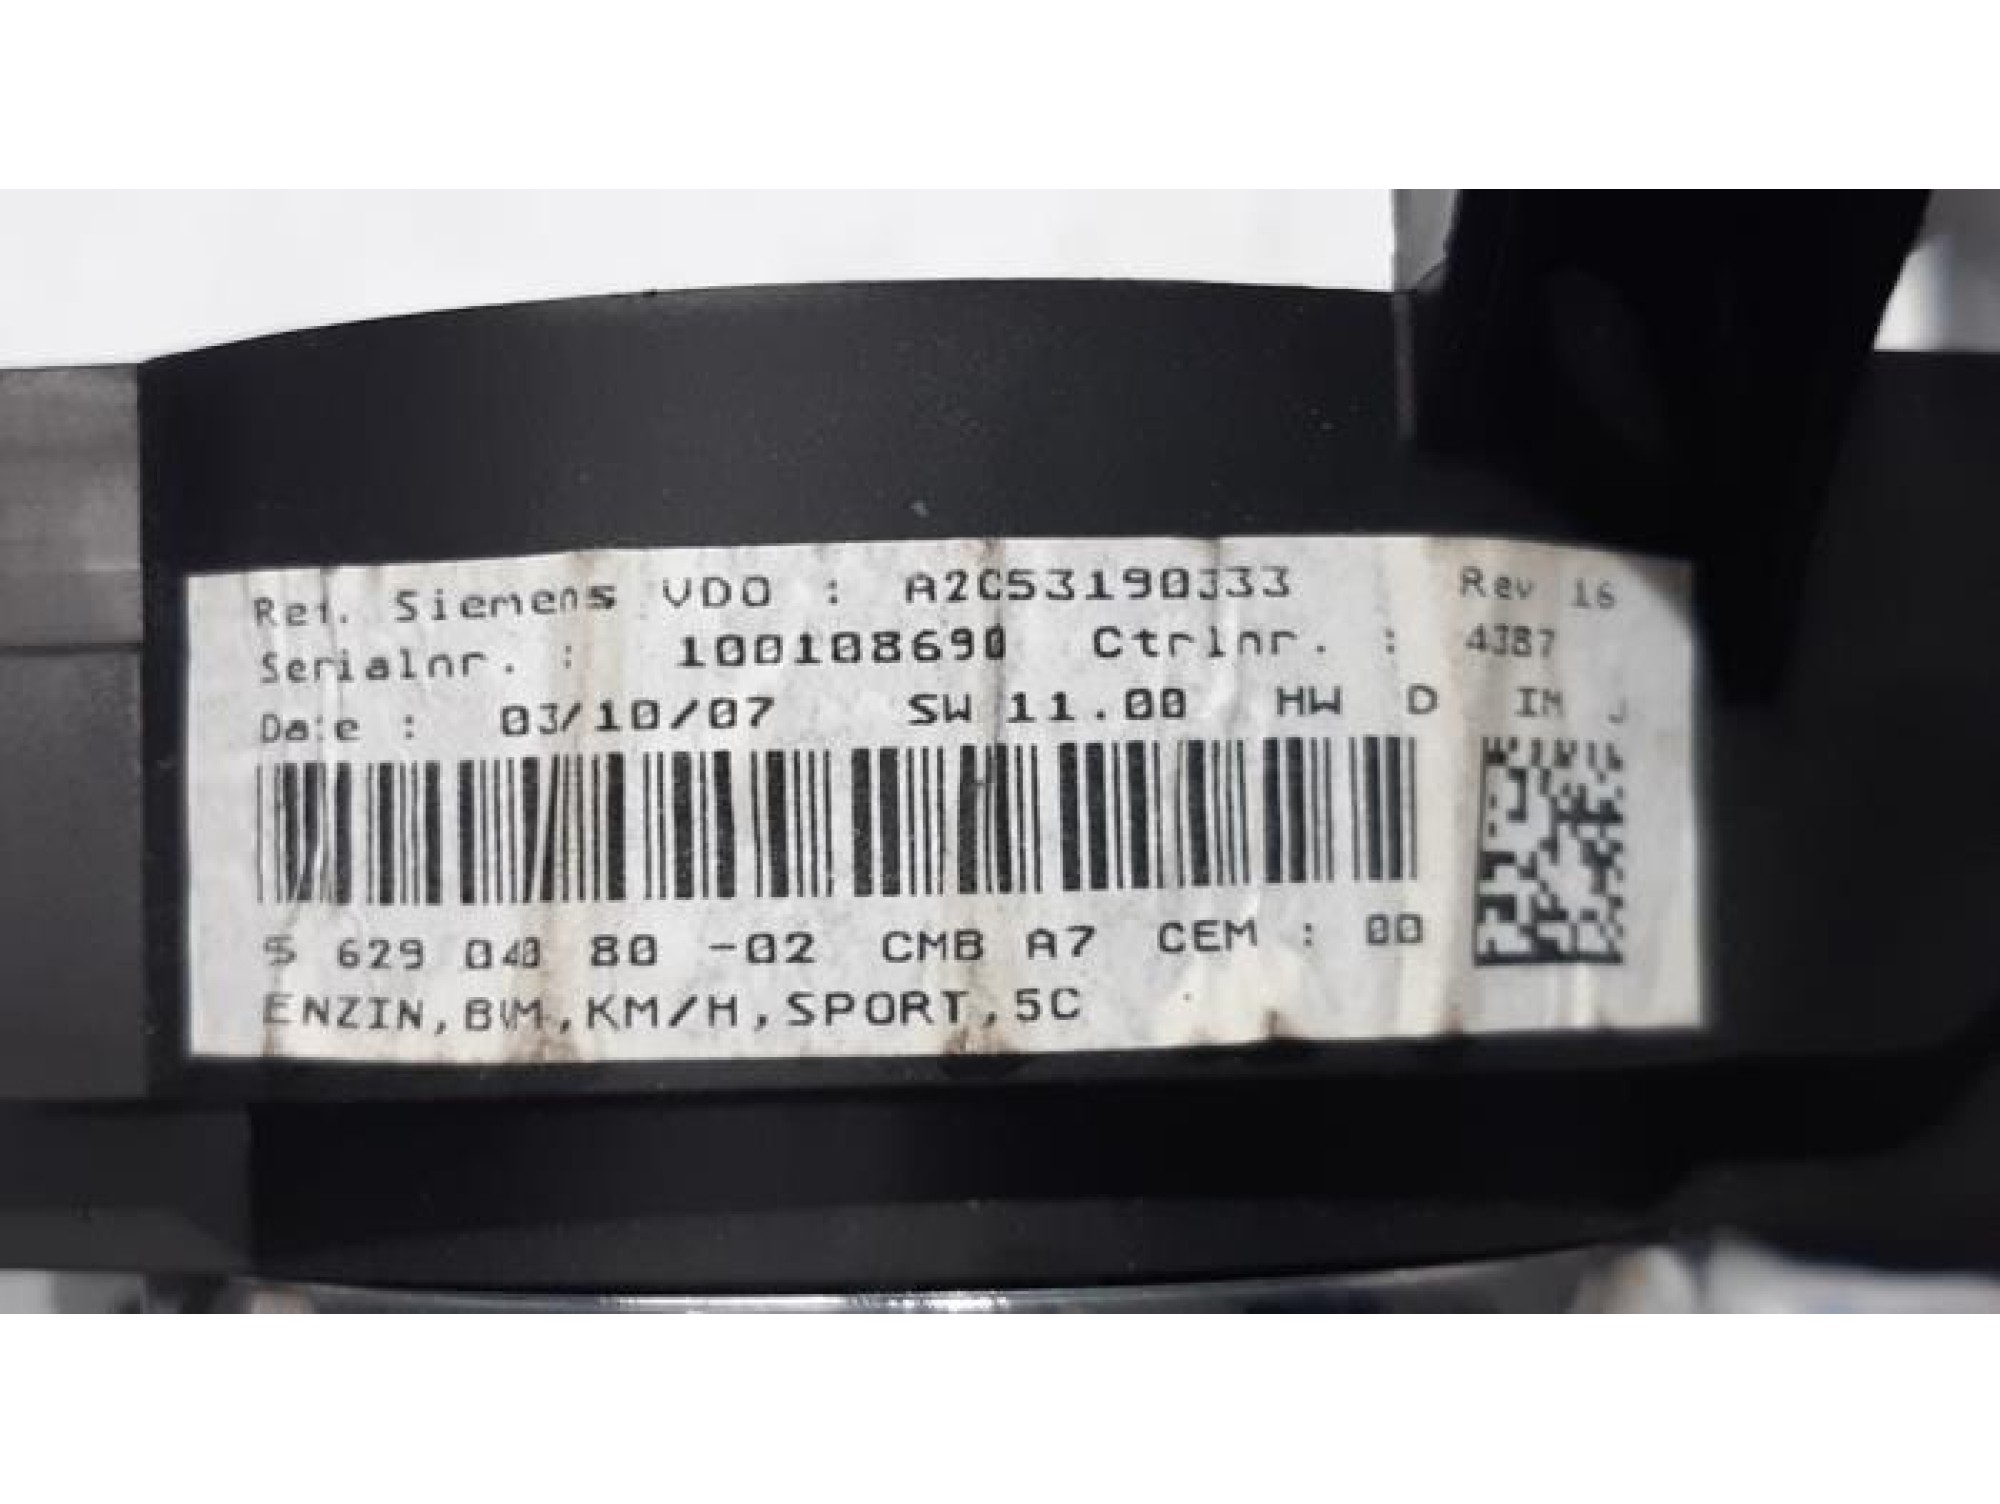 Ref. Siemens VDO : A2C53190333 Rev 16
Serialnr. : 100108690 Ctrlnr. : 4387
Date : 03/10/07 SW 11.00 HW D IM J
S 629 040 80 -02 CMB A7 CEM : 00
ENZIN,BVM,KM/H,SPORT,5C